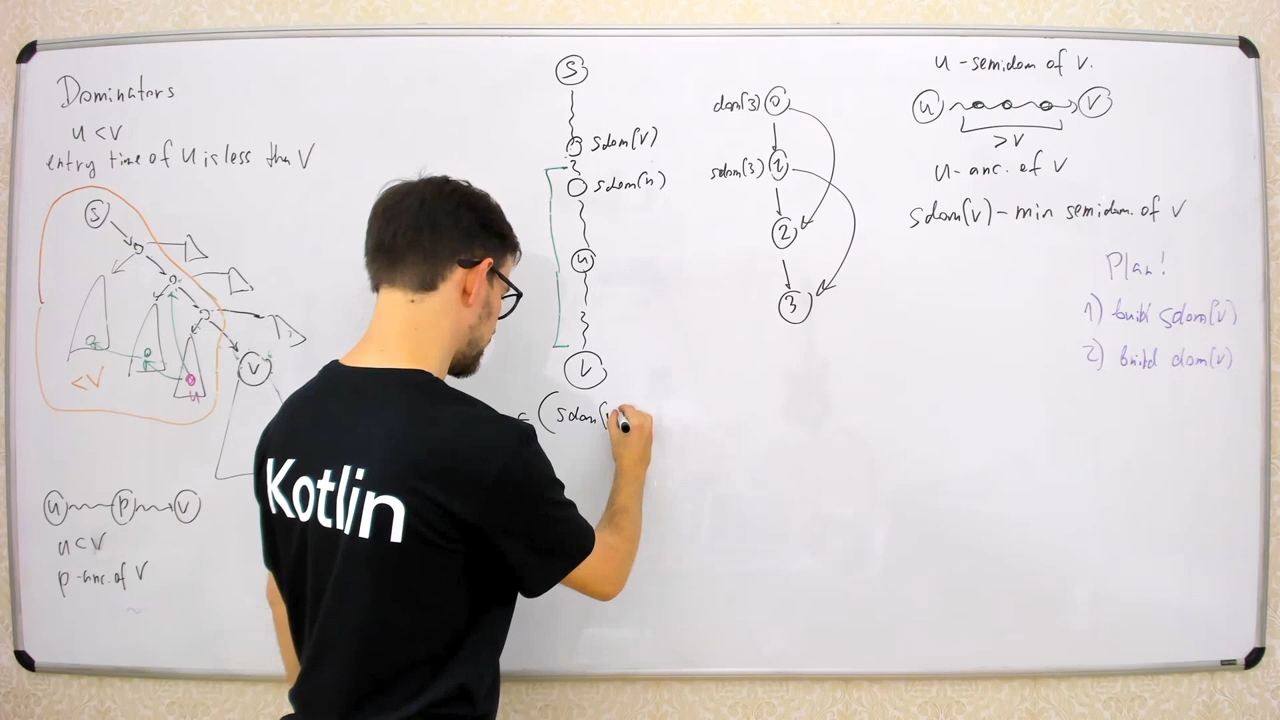 Dominators
u < v
entry time of u is less than v
S
v
u
< v
u p v
u < v
p-anc. of v
S
sdom(v)
sdom(u)
u
v
∈ ( sdom(
Kotlin
dom(3) 0
sdom(3) 1
2
3
u - semidom of v.
u v
> v
u - anc. of v
sdom(v) - min semidom. of v
Plan!
1) build sdom(v)
2) build dom(v)